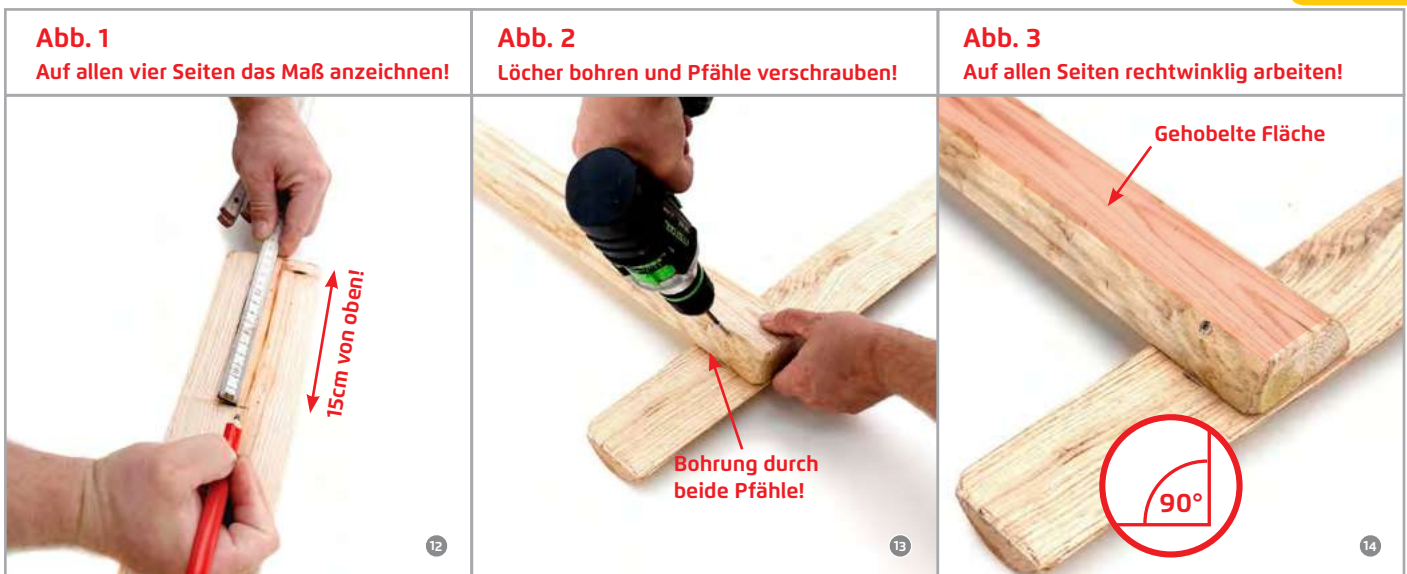 Abb. 1
Auf allen vier Seiten das Maß anzeichnen!
15cm von oben!
12
Abb. 2
Löcher bohren und Pfähle verschrauben!
Bohrung durch
beide Pfähle!
13
Abb. 3
Auf allen Seiten rechtwinklig arbeiten!
Gehobelte Fläche
90°
14